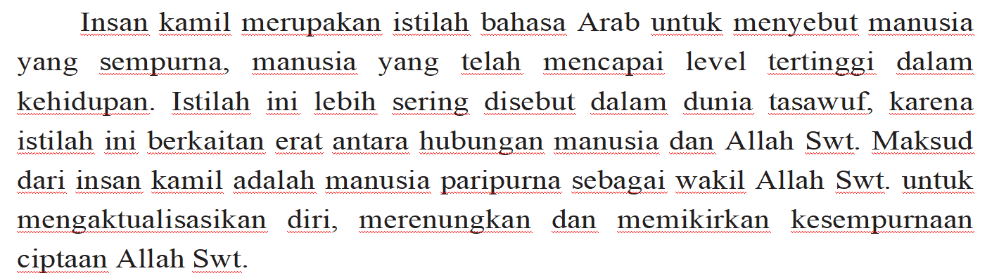 Insan kamil merupakan istilah bahasa Arab untuk menyebut manusia
yang sempurna, manusia yang telah mencapai level tertinggi dalam
kehidupan. Istilah ini lebih sering disebut dalam dunia tasawuf, karena
istilah ini berkaitan erat antara hubungan manusia dan Allah Swt. Maksud
dari insan kamil adalah manusia paripurna sebagai wakil Allah Swt. untuk
mengaktualisasikan diri, merenungkan dan memikirkan kesempurnaan
ciptaan Allah Swt.